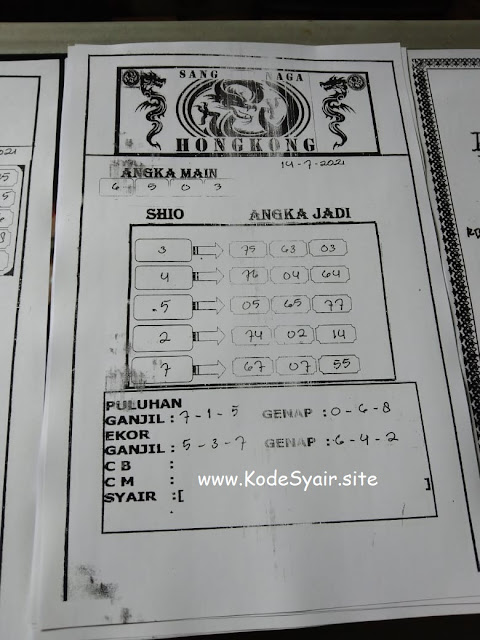 SANG NAGA
HONGKONG
14-7-2021
ANGKA MAIN
6 5 0 3
SHIO ANGKA JADI
3 75 63 03
4 76 04 64
5 05 65 77
2 74 02 14
7 67 07 55
PULUHAN
GANJIL : 7-1-5 GENAP : 0-6-8
EKOR
GANJIL : 5-3-7 GENAP : 6-4-2
C B :
C M :
www.KodeSyair.site
SYAIR :[ ]